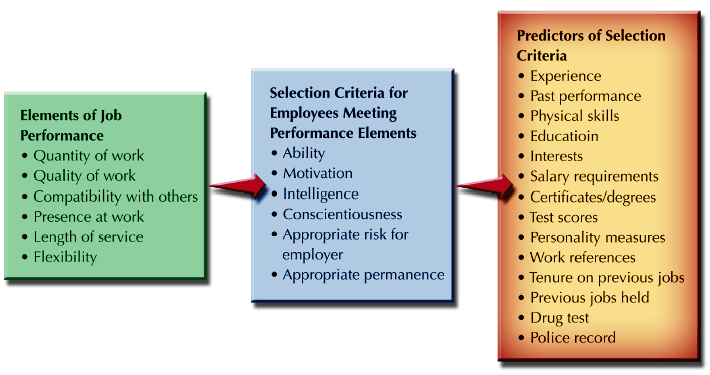 Elements of Job
Performance
• Quantity of work
• Quality of work
• Compatibility with others
• Presence at work
• Length of service
• Flexibility
Selection Criteria for
Employees Meeting
Performance Elements
• Ability
• Motivation
• Intelligence
• Conscientiousness
• Appropriate risk for
employer
• Appropriate permanence
Predictors of Selection
Criteria
• Experience
• Past performance
• Physical skills
• Educatioin
• Interests
• Salary requirements
• Certificates/degrees
• Test scores
• Personality measures
• Work references
• Tenure on previous jobs
• Previous jobs held
• Drug test
• Police record